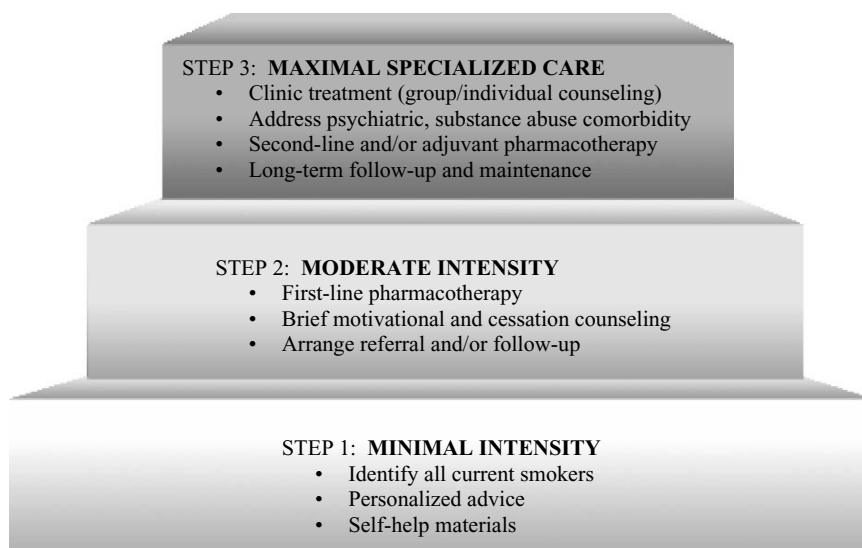 STEP 3:  MAXIMAL SPECIALIZED CARE
• Clinic treatment (group/individual counseling)
• Address psychiatric, substance abuse comorbidity
• Second-line and/or adjuvant pharmacotherapy
• Long-term follow-up and maintenance
STEP 2:  MODERATE INTENSITY
• First-line pharmacotherapy
• Brief motivational and cessation counseling
• Arrange referral and/or follow-up
STEP 1:  MINIMAL INTENSITY
• Identify all current smokers
• Personalized advice
• Self-help materials